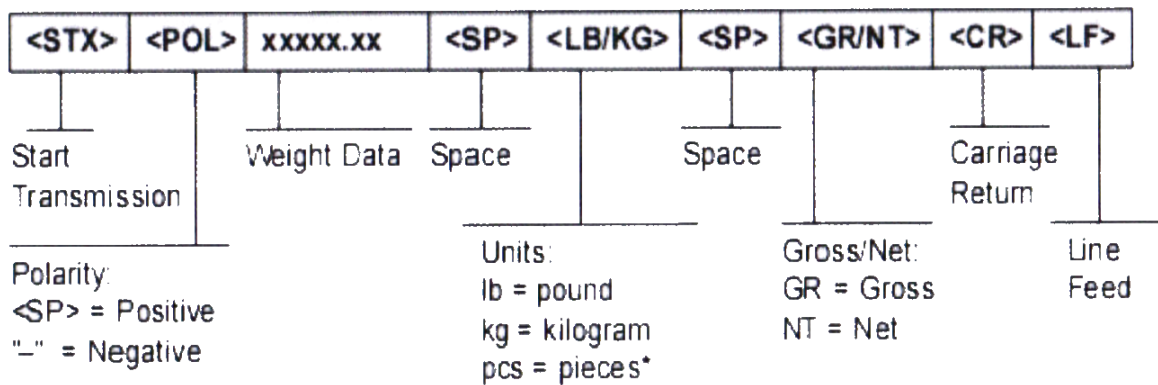 <STX> <POL> xxxxx.xx <SP> <LB/KG> <SP> <GR/NT> <CR> <LF>
Start
Transmission
Weight Data
Space
Space
Carriage
Return
Polarity:
<SP> = Positive
"–" = Negative
Units:
lb = pound
kg = kilogram
pcs = pieces*
Gross/Net:
GR = Gross
NT = Net
Line
Feed